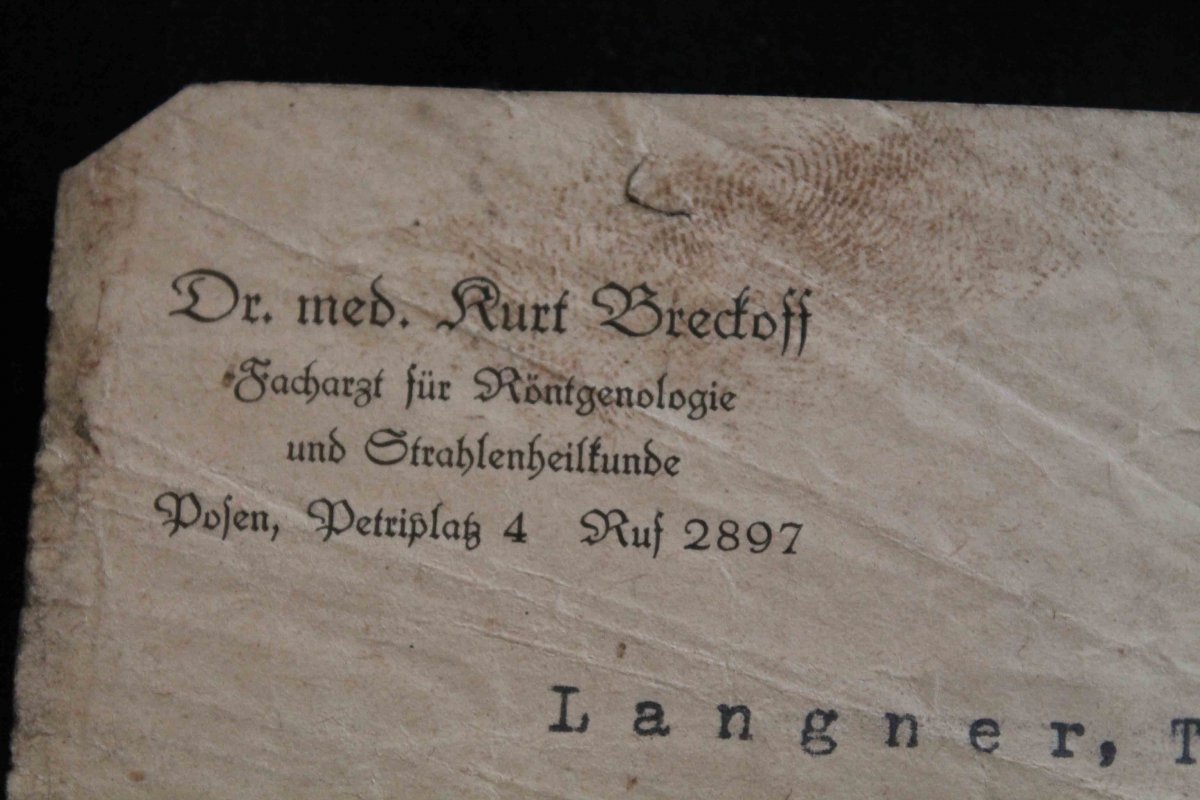 Dr. med. Kurt Breckoff
Facharzt für Röntgenologie
und Strahlenheilkunde
Posen, Petriplatz 4 Ruf 2897
Langner, T